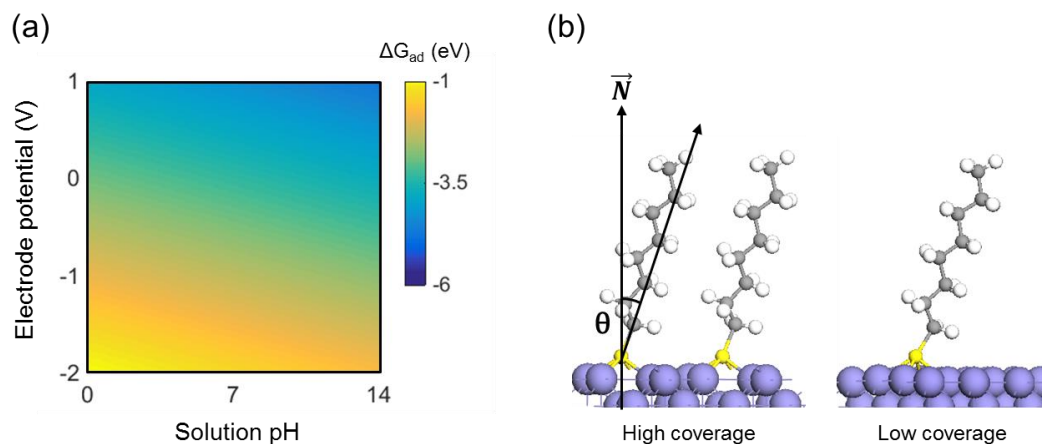 (a)
ΔG_ad (eV)
Electrode potential (V)
1
0
-1
-2
0
7
14
Solution pH
-1
-3.5
-6
(b)
N
θ
High coverage
Low coverage